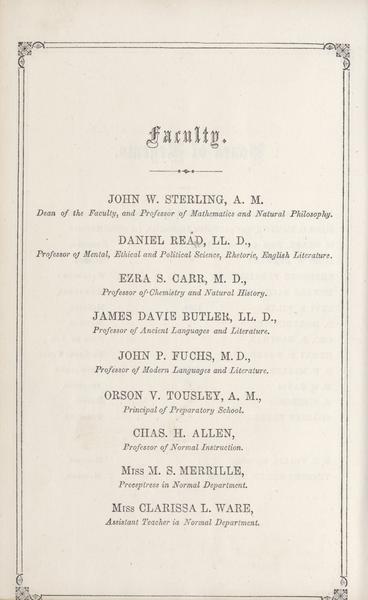 Faculty.
JOHN W. STERLING, A. M.
Dean of the Faculty, and Professor of Mathematics and Natural Philosophy.
DANIEL READ, LL. D.,
Professor of Mental, Ethical and Political Science, Rhetoric, English Literature.
EZRA S. CARR, M. D.,
Professor of Chemistry and Natural History.
JAMES DAVIE BUTLER, LL. D.,
Professor of Ancient Languages and Literature.
JOHN P. FUCHS, M. D.,
Professor of Modern Languages and Literature.
ORSON V. TOUSLEY, A. M.,
Principal of Preparatory School.
CHAS. H. ALLEN,
Professor of Normal Instruction.
MISS M. S. MERRILLE,
Preceptress in Normal Department.
MISS CLARISSA L. WARE,
Assistant Teacher in Normal Department.